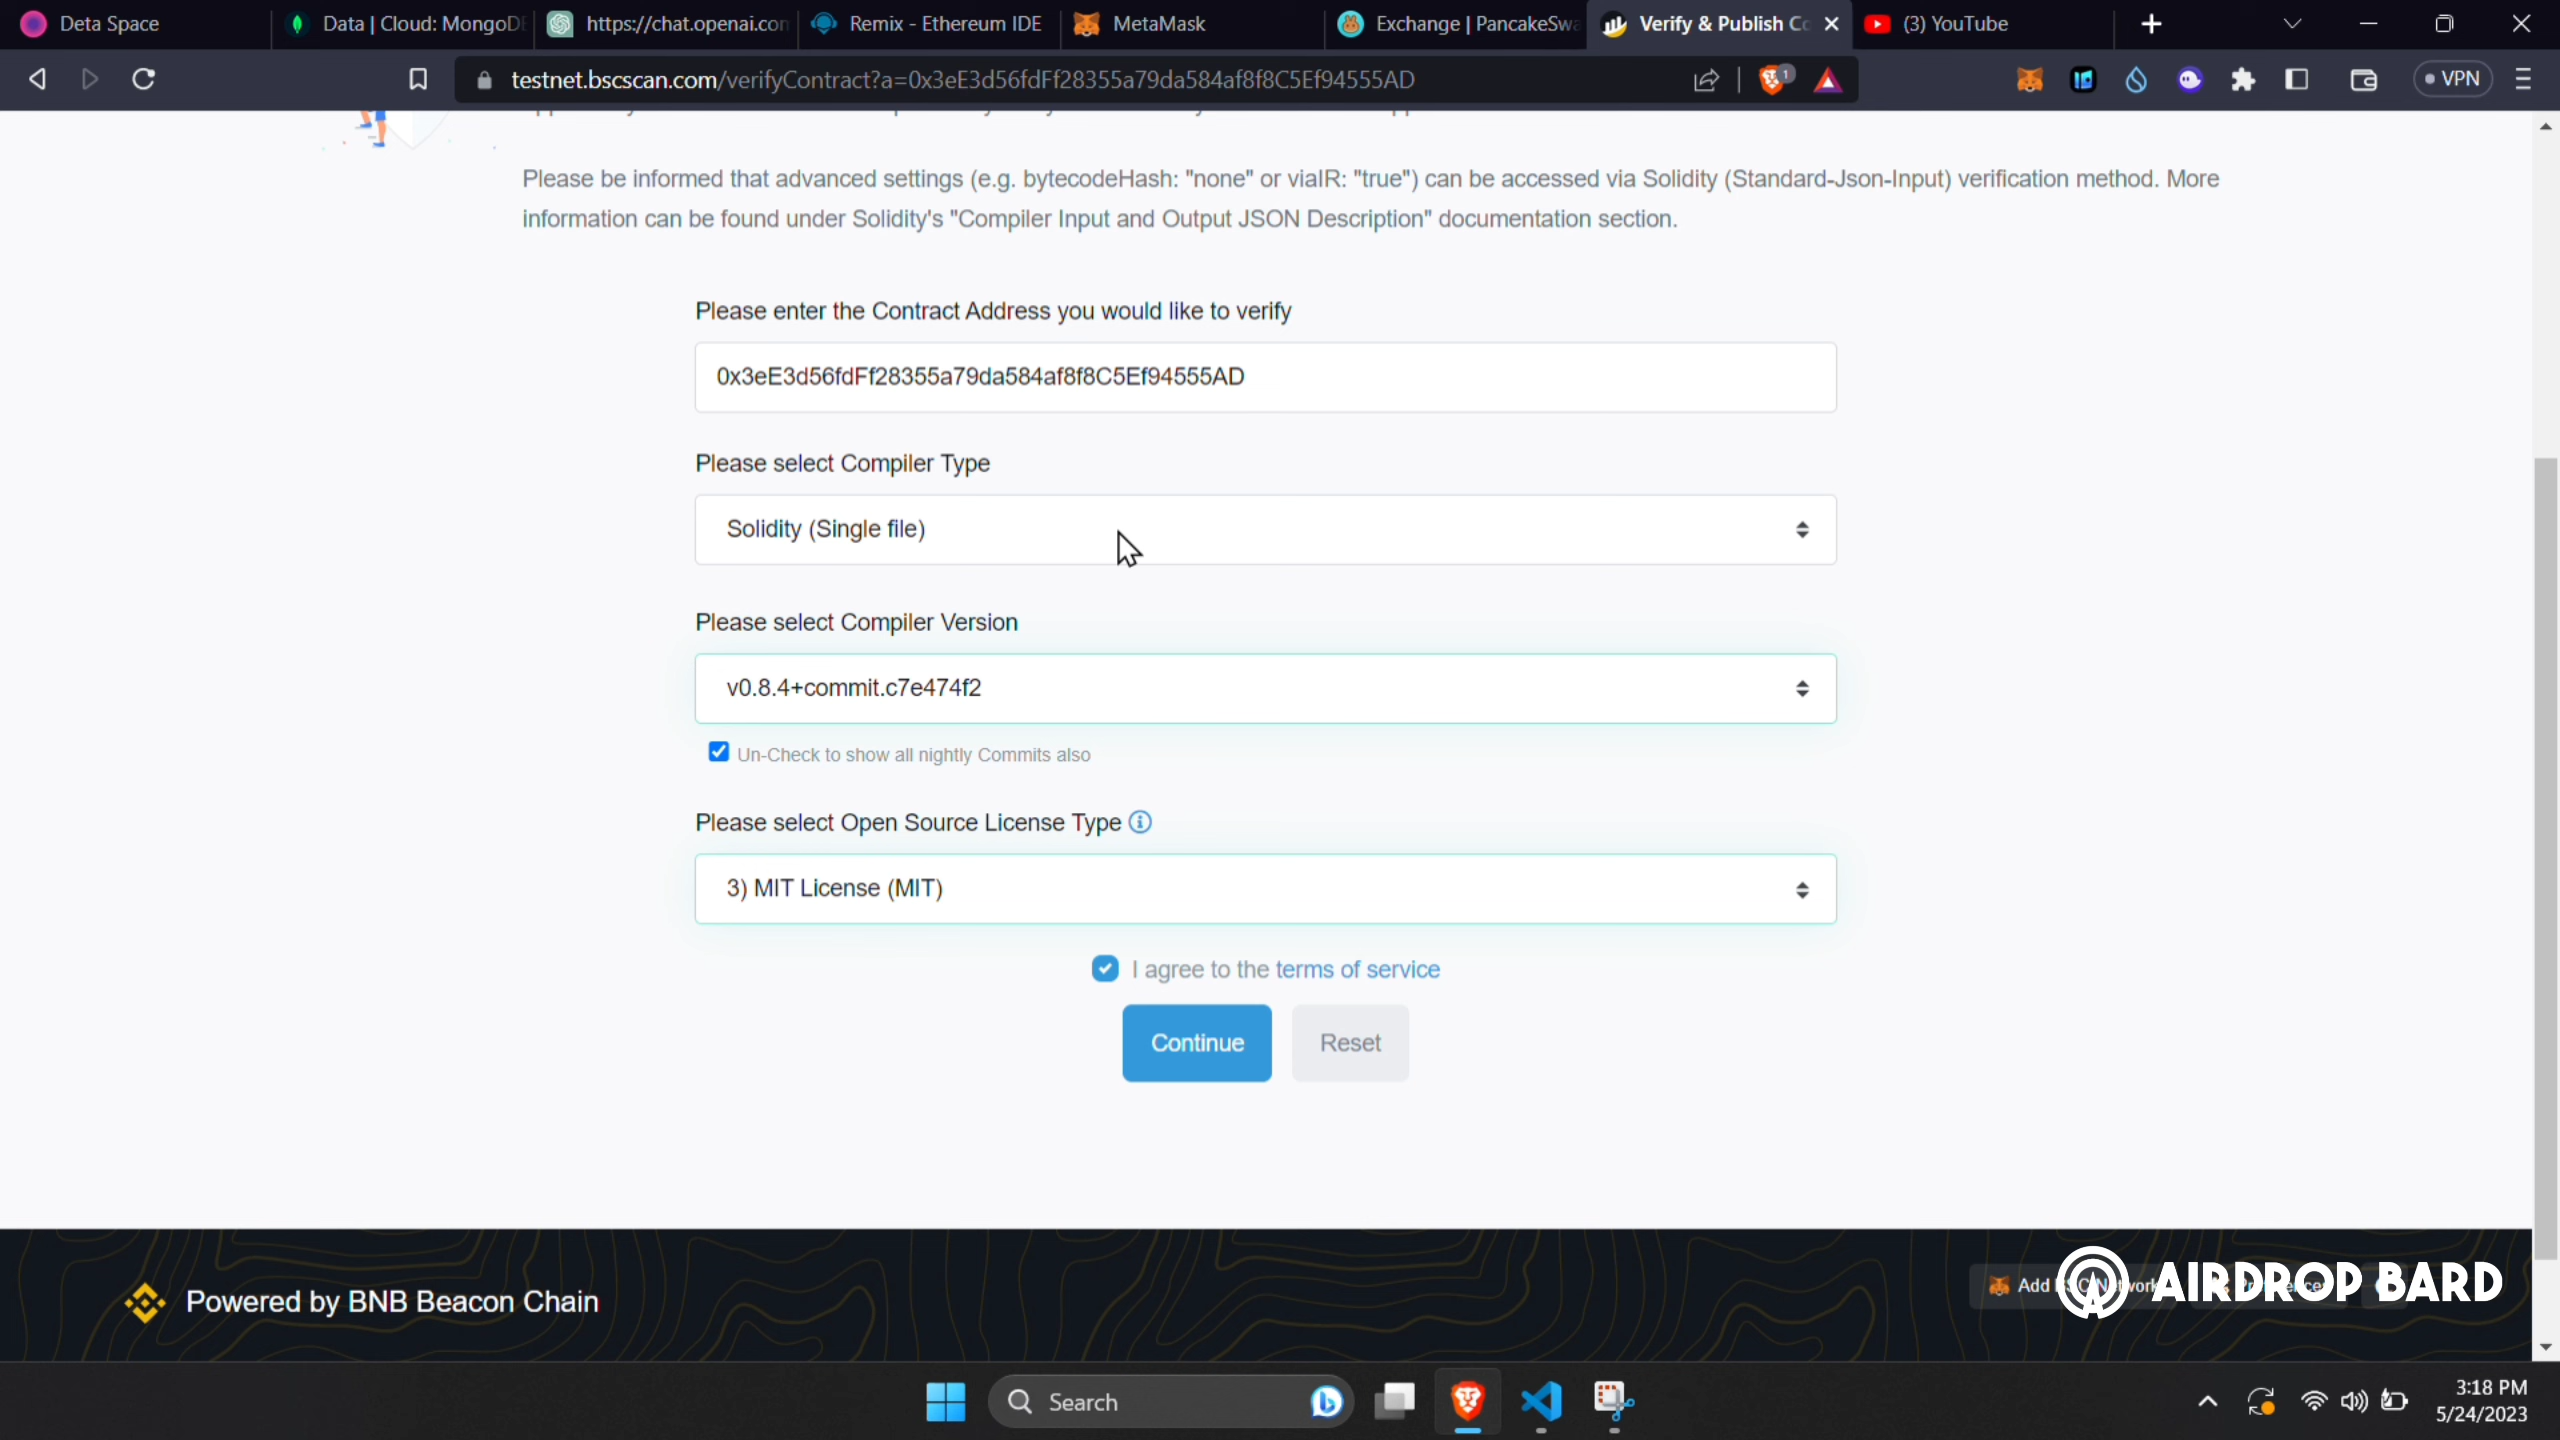 Deta Space
Data | Cloud: MongoDB
https://chat.openai.com
Remix - Ethereum IDE
MetaMask
Exchange | PancakeSwa
Verify & Publish Co
(3) YouTube
testnet.bscscan.com/verifyContract?a=0x3eE3d56fdFf28355a79da584af8f8C5Ef94555AD
1
VPN
Please be informed that advanced settings (e.g. bytecodeHash: "none" or viaIR: "true") can be accessed via Solidity (Standard-Json-Input) verification method. More
information can be found under Solidity's "Compiler Input and Output JSON Description" documentation section.
Please enter the Contract Address you would like to verify
0x3eE3d56fdFf28355a79da584af8f8C5Ef94555AD
Please select Compiler Type
Solidity (Single file)
Please select Compiler Version
v0.8.4+commit.c7e474f2
Un-Check to show all nightly Commits also
Please select Open Source License Type
3) MIT License (MIT)
I agree to the terms of service
Continue
Reset
Powered by BNB Beacon Chain
Add BSC Network
AIRDROP BARD
Search
3:18 PM
5/24/2023